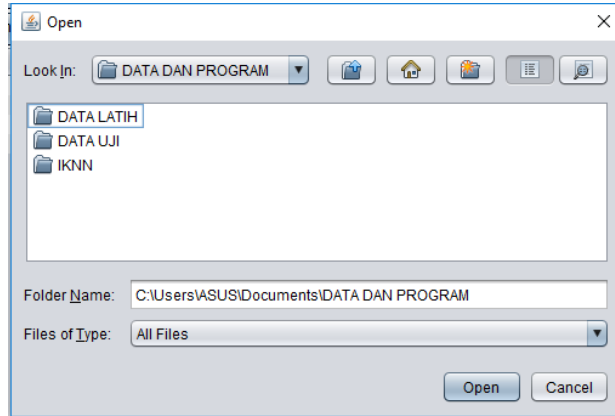 Open
Look In: DATA DAN PROGRAM
DATA LATIH
DATA UJI
IKNN
Folder Name: C:\Users\ASUS\Documents\DATA DAN PROGRAM
Files of Type: All Files
Open Cancel